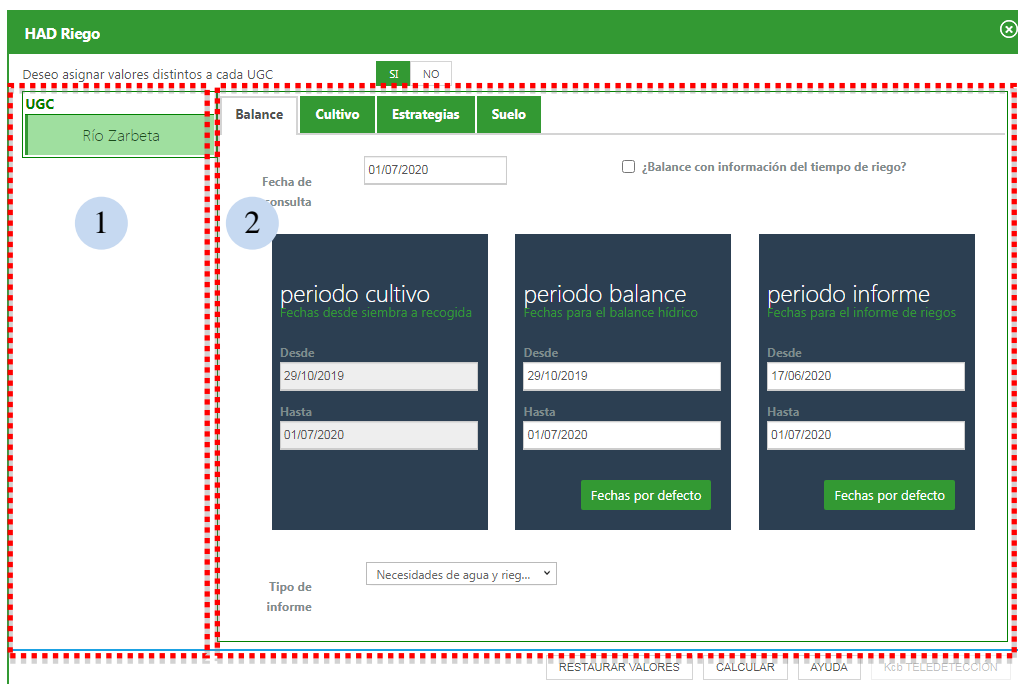 HAD Riego
Deseo asignar valores distintos a cada UGC SI NO
UGC
Río Zarbeta
1
Balance Cultivo Estrategias Suelo
Fecha de
consulta
01/07/2020
¿Balance con información del tiempo de riego?
2
periodo cultivo
Fechas desde siembra a recogida
Desde
29/10/2019
Hasta
01/07/2020
periodo balance
Fechas para el balance hídrico
Desde
29/10/2019
Hasta
01/07/2020
Fechas por defecto
periodo informe
Fechas para el informe de riegos
Desde
17/06/2020
Hasta
01/07/2020
Fechas por defecto
Tipo de
informe
Necesidades de agua y rieg...
RESTAURAR VALORES CALCULAR AYUDA Kcb TELEDETECCIÓN